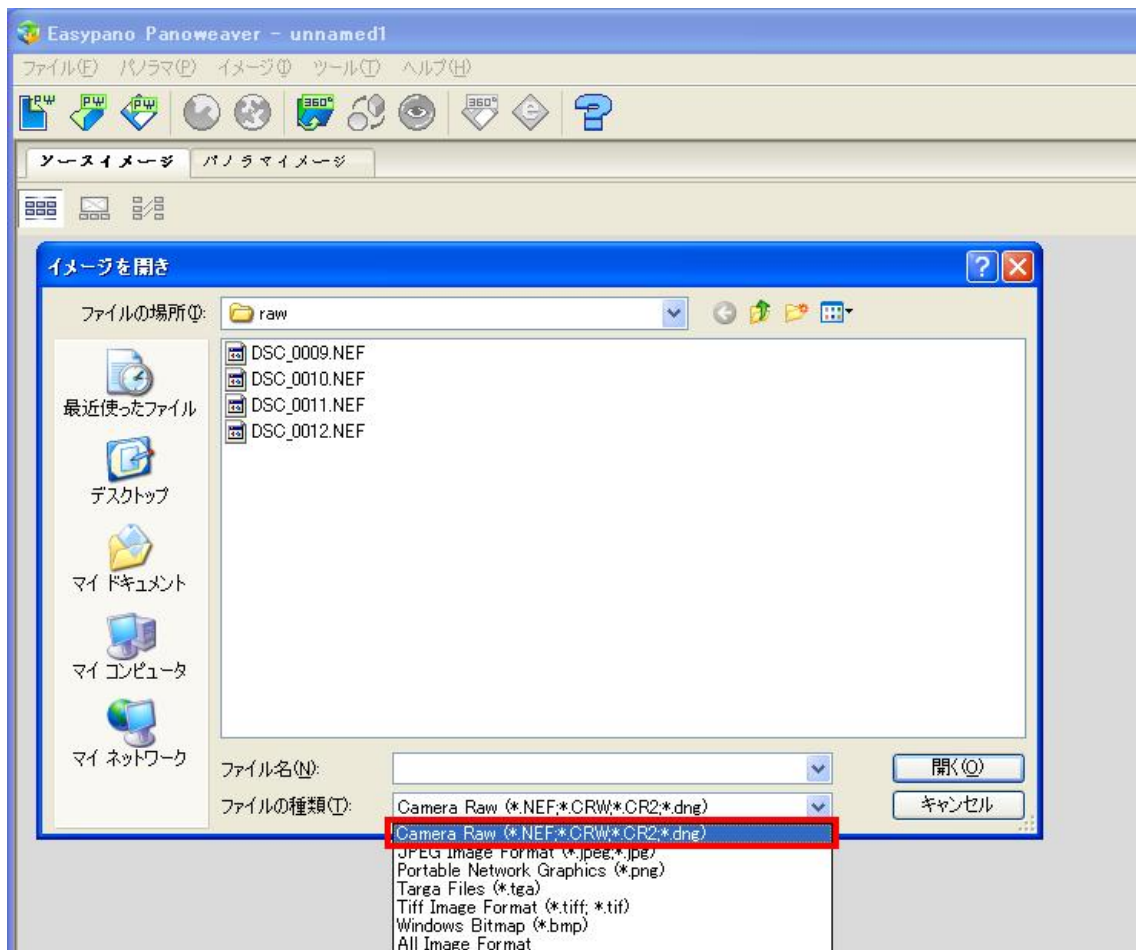 Easypano Panoweaver - unnamed1
ファイル(F) パノラマ(P) イメージ(I) ツール(T) ヘルプ(H)
PW PW PW 360° 360°
ソースイメージ パノラマイメージ
イメージを開き
ファイルの場所(I): raw
DSC_0009.NEF
DSC_0010.NEF
DSC_0011.NEF
DSC_0012.NEF
最近使ったファイル
デスクトップ
マイ ドキュメント
マイ コンピュータ
マイ ネットワーク
ファイル名(N): 開く(O)
ファイルの種類(T): Camera Raw (*.NEF;*.CRW;*.CR2;*.dng) キャンセル
Camera Raw (*.NEF;*.CRW;*.CR2;*.dng)
JPEG Image Format (*.jpeg;*.jpg)
Portable Network Graphics (*.png)
Targa Files (*.tga)
Tiff Image Format (*.tiff; *.tif)
Windows Bitmap (*.bmp)
All Image Format